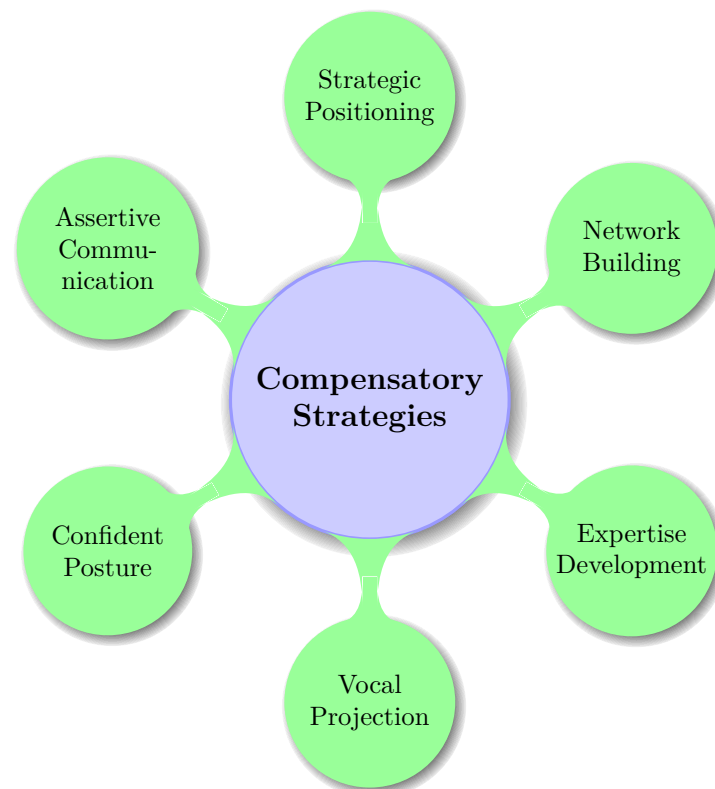 Strategic
Positioning
Assertive
Commu-
nication
Network
Building
Compensatory
Strategies
Confident
Posture
Expertise
Development
Vocal
Projection